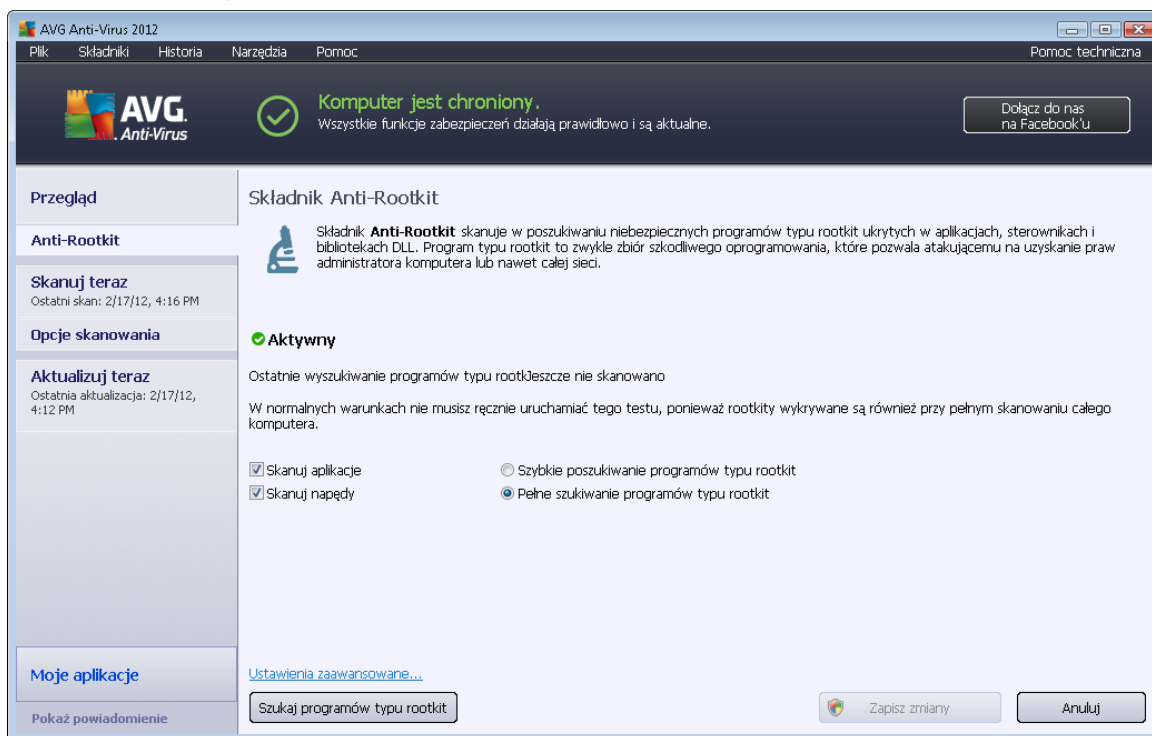 AVG Anti-Virus 2012
Plik Składniki Historia Narzędzia Pomoc Pomoc techniczna
AVG.
Anti-Virus
Komputer jest chroniony.
Wszystkie funkcje zabezpieczeń działają prawidłowo i są aktualne.
Dołącz do nas
na Facebook'u
Przegląd
Anti-Rootkit
Skanuj teraz
Ostatni skan: 2/17/12, 4:16 PM
Opcje skanowania
Aktualizuj teraz
Ostatnia aktualizacja: 2/17/12,
4:12 PM
Moje aplikacje
Pokaż powiadomienie
Składnik Anti-Rootkit
Składnik Anti-Rootkit skanuje w poszukiwaniu niebezpiecznych programów typu rootkit ukrytych w aplikacjach, sterownikach i
bibliotekach DLL. Program typu rootkit to zwykle zbiór szkodliwego oprogramowania, które pozwala atakującemu na uzyskanie praw
administratora komputera lub nawet całej sieci.
Aktywny
Ostatnie wyszukiwanie programów typu rootkJeszcze nie skanowano
W normalnych warunkach nie musisz ręcznie uruchamiać tego testu, ponieważ rootkity wykrywane są również przy pełnym skanowaniu całego
komputera.
Skanuj aplikacje Szybkie poszukiwanie programów typu rootkit
Skanuj napędy Pełne szukiwanie programów typu rootkit
Ustawienia zaawansowane...
Szukaj programów typu rootkit Zapisz zmiany Anuluj